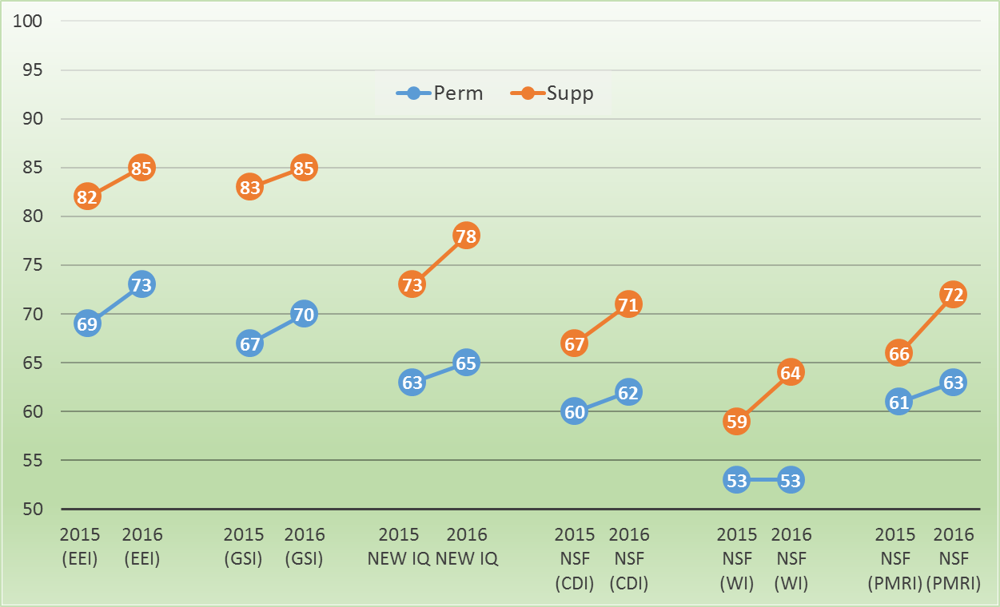 100
95
Perm Supp
90
85 85 85
82 83
80
78
75
73 73 72
70 70 71
69 67 67 66
65 65 64
63 62 63
60 60 61
59
55
53 53
50
2015 2016 2015 2016 2015 2016 2015 2016 2015 2016 2015 2016
(EEI) (EEI) (GSI) (GSI) NEW IQ NEW IQ NSF NSF NSF NSF NSF NSF
(CDI) (CDI) (WI) (WI) (PMRI) (PMRI)